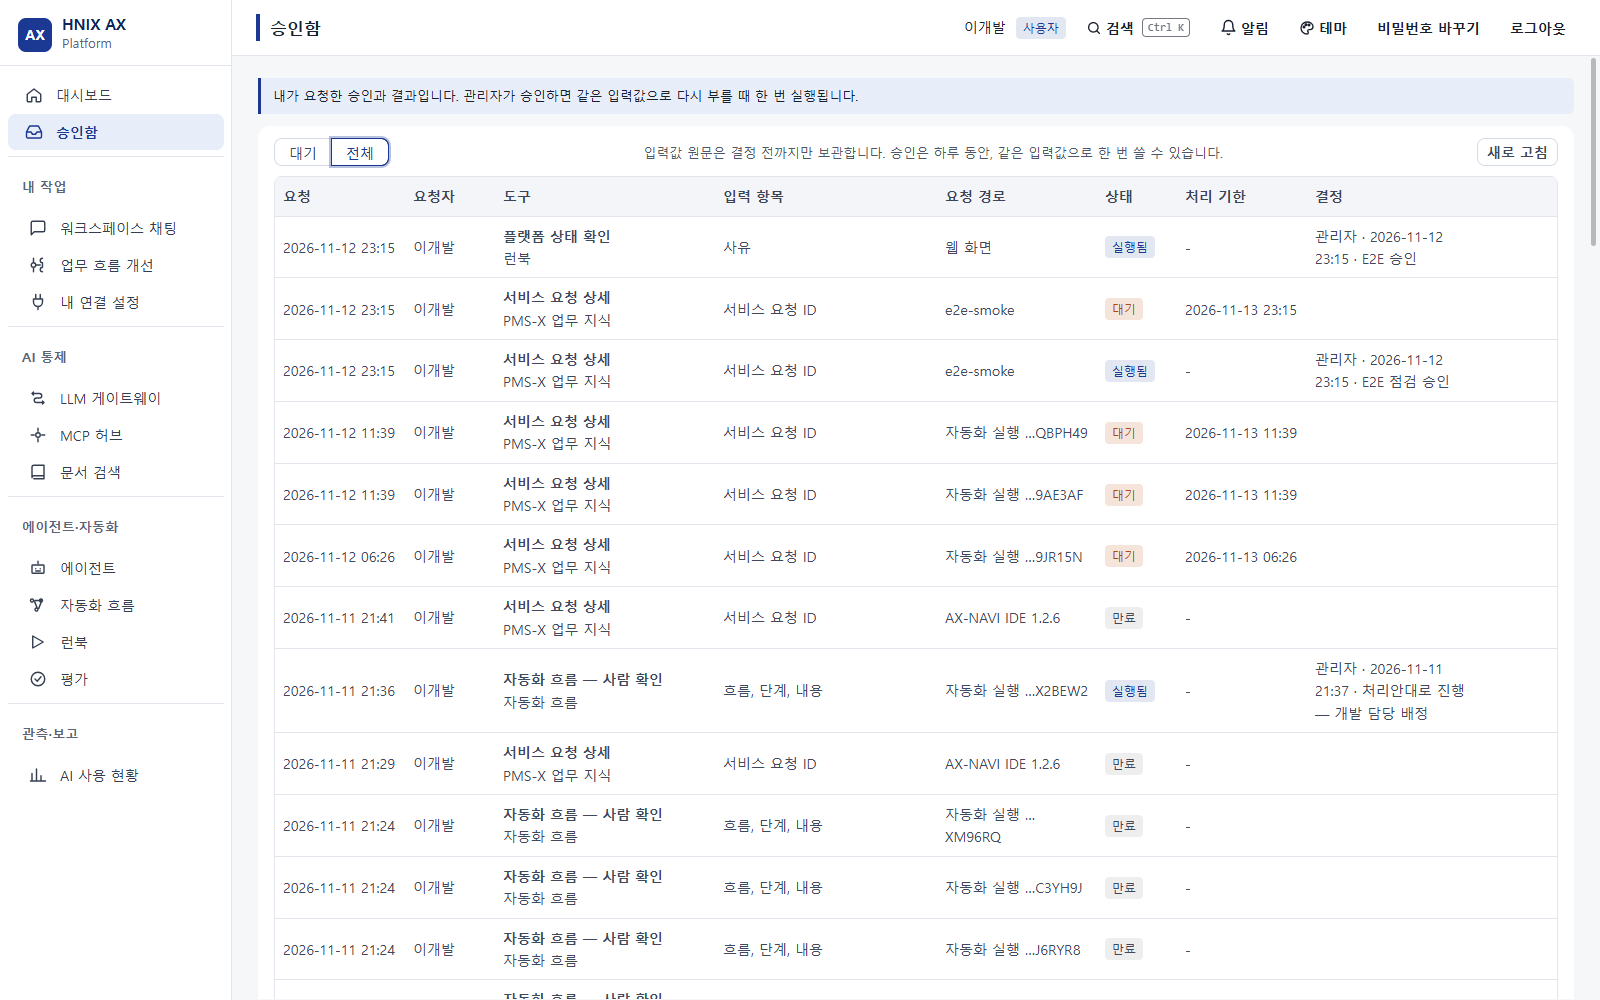 AX
HNIX AX
Platform
대시보드
승인함
내 작업
워크스페이스 채팅
업무 흐름 개선
내 연결 설정
AI 통제
LLM 게이트웨이
MCP 허브
문서 검색
에이전트·자동화
에이전트
자동화 흐름
런북
평가
관측·보고
AI 사용 현황
승인함
이개발 사용자 검색 Ctrl K 알림 테마 비밀번호 바꾸기 로그아웃
내가 요청한 승인과 결과입니다. 관리자가 승인하면 같은 입력값으로 다시 부를 때 한 번 실행됩니다.
대기 전체 입력값 원문은 결정 전까지만 보관합니다. 승인은 하루 동안, 같은 입력값으로 한 번 쓸 수 있습니다. 새로 고침
요청 요청자 도구 입력 항목 요청 경로 상태 처리 기한 결정
2026-11-12 23:15 이개발 플랫폼 상태 확인 사유 웹 화면 실행됨 - 관리자 · 2026-11-12
런북 23:15 · E2E 승인
2026-11-12 23:15 이개발 서비스 요청 상세 서비스 요청 ID e2e-smoke 대기 2026-11-13 23:15
PMS-X 업무 지식
2026-11-12 23:15 이개발 서비스 요청 상세 서비스 요청 ID e2e-smoke 실행됨 - 관리자 · 2026-11-12
PMS-X 업무 지식 23:15 · E2E 점검 승인
2026-11-12 11:39 이개발 서비스 요청 상세 서비스 요청 ID 자동화 실행 …QBPH49 대기 2026-11-13 11:39
PMS-X 업무 지식
2026-11-12 11:39 이개발 서비스 요청 상세 서비스 요청 ID 자동화 실행 …9AE3AF 대기 2026-11-13 11:39
PMS-X 업무 지식
2026-11-12 06:26 이개발 서비스 요청 상세 서비스 요청 ID 자동화 실행 …9JR15N 대기 2026-11-13 06:26
PMS-X 업무 지식
2026-11-11 21:41 이개발 서비스 요청 상세 서비스 요청 ID AX-NAVI IDE 1.2.6 만료 -
PMS-X 업무 지식
2026-11-11 21:36 이개발 자동화 흐름 — 사람 확인 흐름, 단계, 내용 자동화 실행 …X2BEW2 실행됨 - 관리자 · 2026-11-11
자동화 흐름 21:37 · 처리안대로 진행
— 개발 담당 배정
2026-11-11 21:29 이개발 서비스 요청 상세 서비스 요청 ID AX-NAVI IDE 1.2.6 만료 -
PMS-X 업무 지식
2026-11-11 21:24 이개발 자동화 흐름 — 사람 확인 흐름, 단계, 내용 자동화 실행 … 만료 -
자동화 흐름 XM96RQ
2026-11-11 21:24 이개발 자동화 흐름 — 사람 확인 흐름, 단계, 내용 자동화 실행 …C3YH9J 만료 -
자동화 흐름
2026-11-11 21:24 이개발 자동화 흐름 — 사람 확인 흐름, 단계, 내용 자동화 실행 …J6RYR8 만료 -
자동화 흐름
자동화 흐름 — 사람 확인